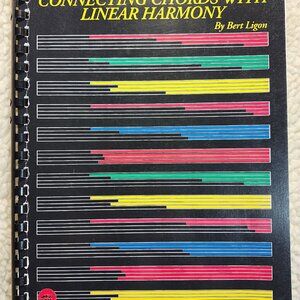 CONNECTING CHORDS WITH
LINEAR HARMONY
By Bert Ligon